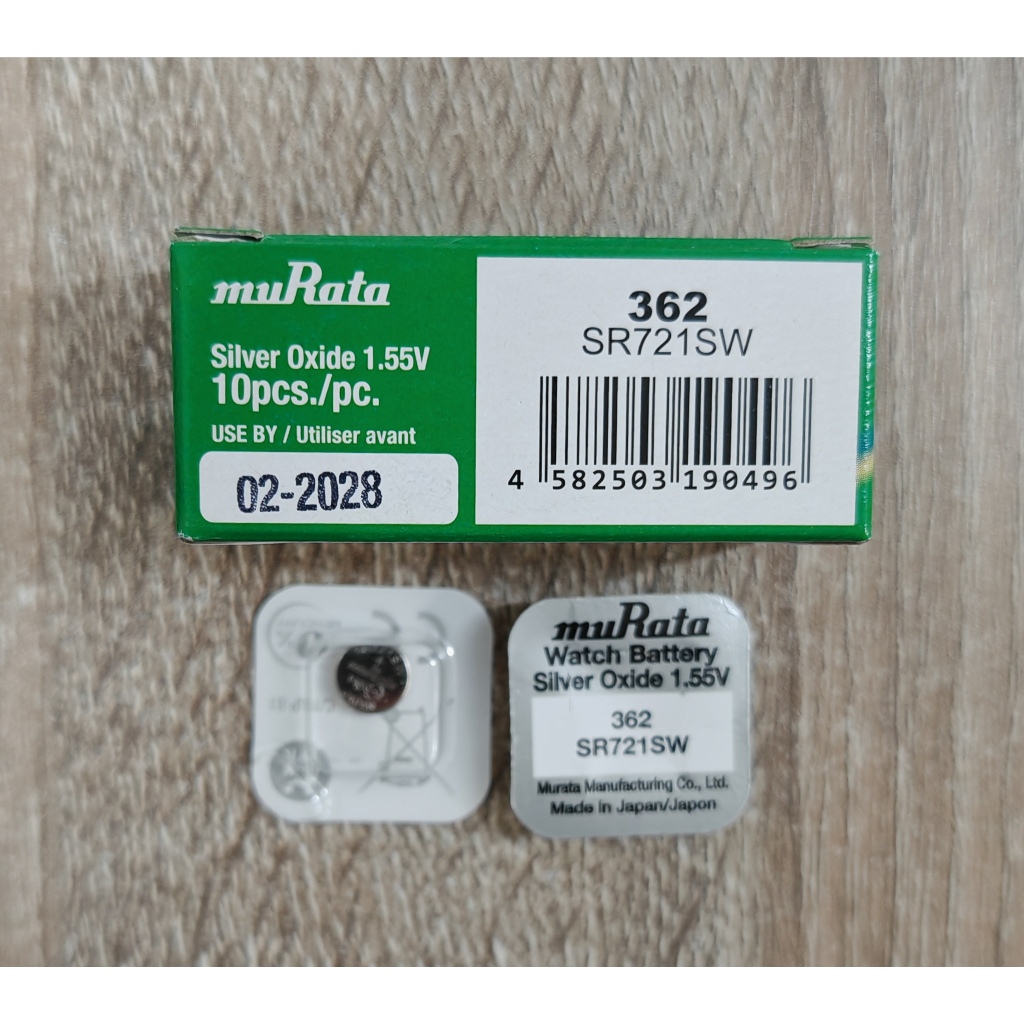 muRata
Silver Oxide 1.55V
10pcs./pc.
USE BY / Utiliser avant
02-2028
362
SR721SW
4 582503 190496
muRata
Watch Battery
Silver Oxide 1.55V
362
SR721SW
Murata Manufacturing Co., Ltd.
Made in Japan/Japon